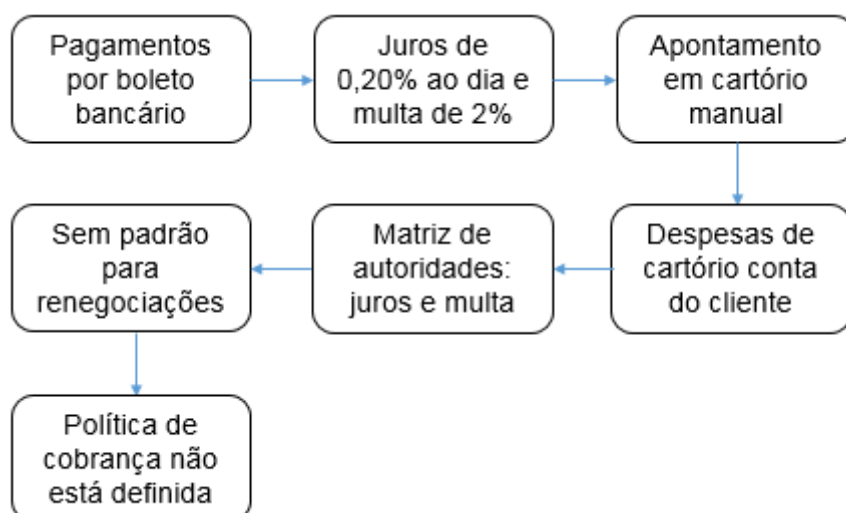 Pagamentos
por boleto
bancário
Juros de
0,20% ao dia e
multa de 2%
Apontamento
em cartório
manual
Despesas de
cartório conta
do cliente
Matriz de
autoridades:
juros e multa
Sem padrão
para
renegociações
Política de
cobrança não
está definida